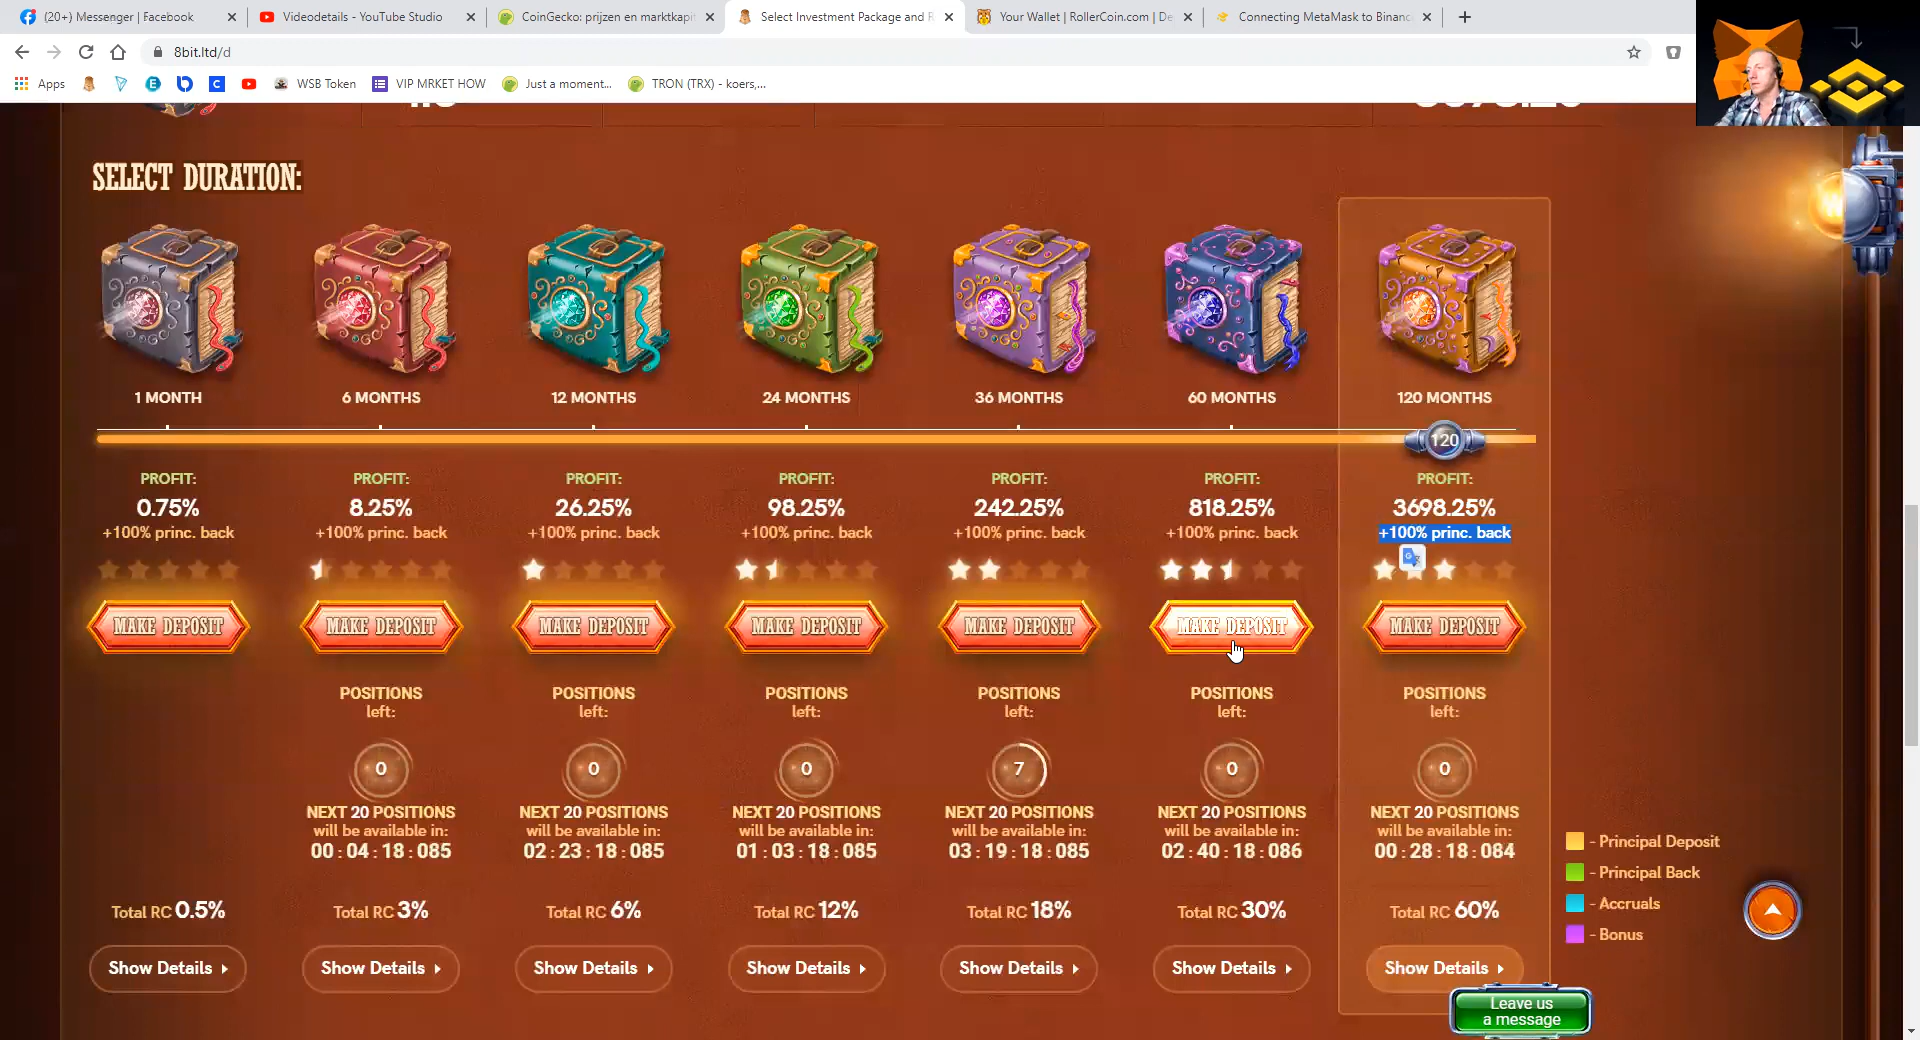 (20+) Messenger | Facebook
Videodetails - YouTube Studio
CoinGecko: prijzen en marktkapit
Select Investment Package and R
Your Wallet | RollerCoin.com | De
Connecting MetaMask to Binanc
8bit.ltd/d
Apps
WSB Token
VIP MRKET HOW
Just a moment...
TRON (TRX) - koers,...
SELECT DURATION:
1 MONTH
6 MONTHS
12 MONTHS
24 MONTHS
36 MONTHS
60 MONTHS
120 MONTHS
120
PROFIT: PROFIT: PROFIT: PROFIT: PROFIT: PROFIT: PROFIT:
0.75% 8.25% 26.25% 98.25% 242.25% 818.25% 3698.25%
+100% princ. back +100% princ. back +100% princ. back +100% princ. back +100% princ. back +100% princ. back +100% princ. back
MAKE DEPOSIT MAKE DEPOSIT MAKE DEPOSIT MAKE DEPOSIT MAKE DEPOSIT MAKE DEPOSIT MAKE DEPOSIT
POSITIONS POSITIONS POSITIONS POSITIONS POSITIONS POSITIONS
left: left: left: left: left: left:
0 0 0 7 0 0
NEXT 20 POSITIONS NEXT 20 POSITIONS NEXT 20 POSITIONS NEXT 20 POSITIONS NEXT 20 POSITIONS NEXT 20 POSITIONS
will be available in: will be available in: will be available in: will be available in: will be available in: will be available in:
00 : 04 : 18 : 085 02 : 23 : 18 : 085 01 : 03 : 18 : 085 03 : 19 : 18 : 085 02 : 40 : 18 : 086 00 : 28 : 18 : 084
Total RC 0.5% Total RC 3% Total RC 6% Total RC 12% Total RC 18% Total RC 30% Total RC 60%
Show Details Show Details Show Details Show Details Show Details Show Details Show Details
- Principal Deposit
- Principal Back
- Accruals
- Bonus
Leave us
a message